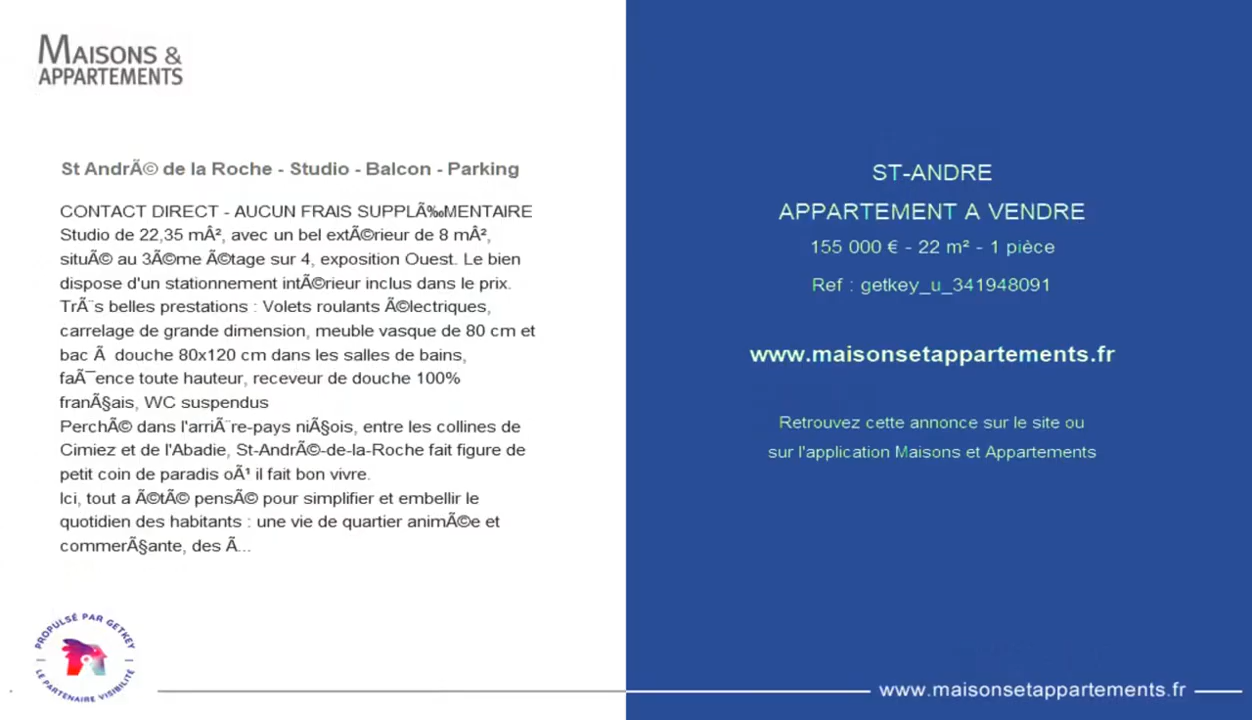 MAISONS &
APPARTEMENTS
St AndrÃ© de la Roche - Studio - Balcon - Parking
CONTACT DIRECT - AUCUN FRAIS SUPPLÃ‰MENTAIRE
Studio de 22,35 mÂ², avec un bel extÃ©rieur de 8 mÂ²,
situÃ© au 3Ã©me Ã©tage sur 4, exposition Ouest. Le bien
dispose d'un stationnement intÃ©rieur inclus dans le prix.
TrÃ¨s belles prestations : Volets roulants Ã©lectriques,
carrelage de grande dimension, meuble vasque de 80 cm et
bac Ã  douche 80x120 cm dans les salles de bains,
faÃ¯ence toute hauteur, receveur de douche 100%
franÃ§ais, WC suspendus
PerchÃ© dans l'arriÃ¨re-pays niÃ§ois, entre les collines de
Cimiez et de l'Abadie, St-AndrÃ©-de-la-Roche fait figure de
petit coin de paradis oÃ¹ il fait bon vivre.
Ici, tout a Ã©tÃ© pensÃ© pour simplifier et embellir le
quotidien des habitants : une vie de quartier animÃ©e et
commerÃ§ante, des Ã...
PROPULSÉ PAR GETKEY
LE PARTENAIRE VISIBILITÉ
ST-ANDRE
APPARTEMENT A VENDRE
155 000 € - 22 m² - 1 pièce
Ref : getkey_u_341948091
www.maisonsetappartements.fr
Retrouvez cette annonce sur le site ou
sur l'application Maisons et Appartements
www.maisonsetappartements.fr